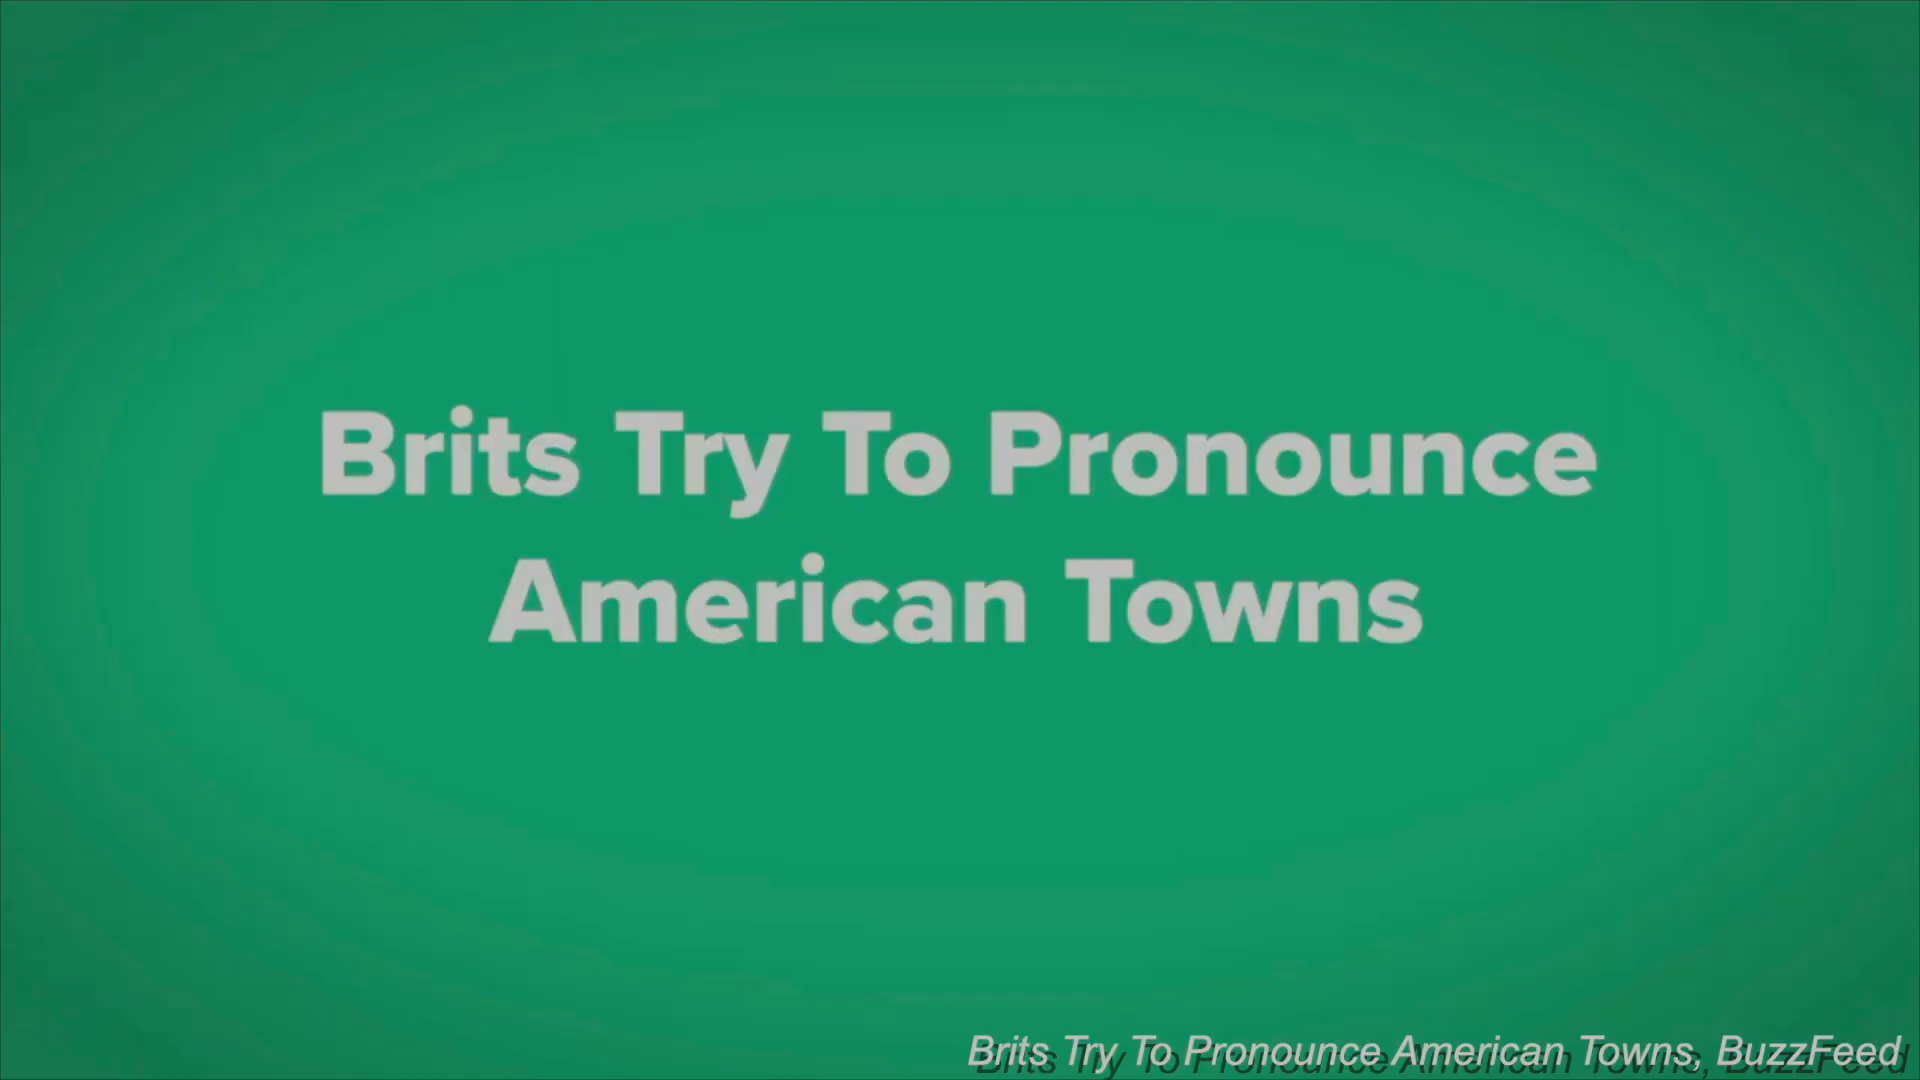 Brits Try To Pronounce
American Towns
Brits Try To Pronounce American Towns, BuzzFeed